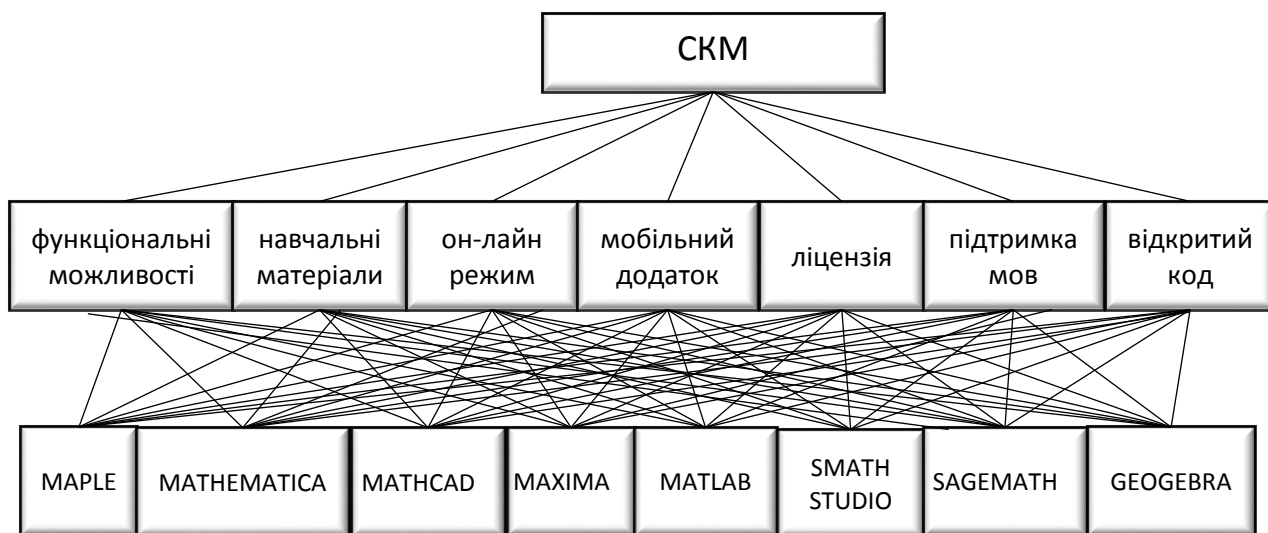 СКМ
функціональні
можливості
навчальні
матеріали
он-лайн
режим
мобільний
додаток
ліцензія
підтримка
мов
відкритий
код
MAPLE
MATHEMATICA
MATHCAD
MAXIMA
MATLAB
SMATH
STUDIO
SAGEMATH
GEOGEBRA